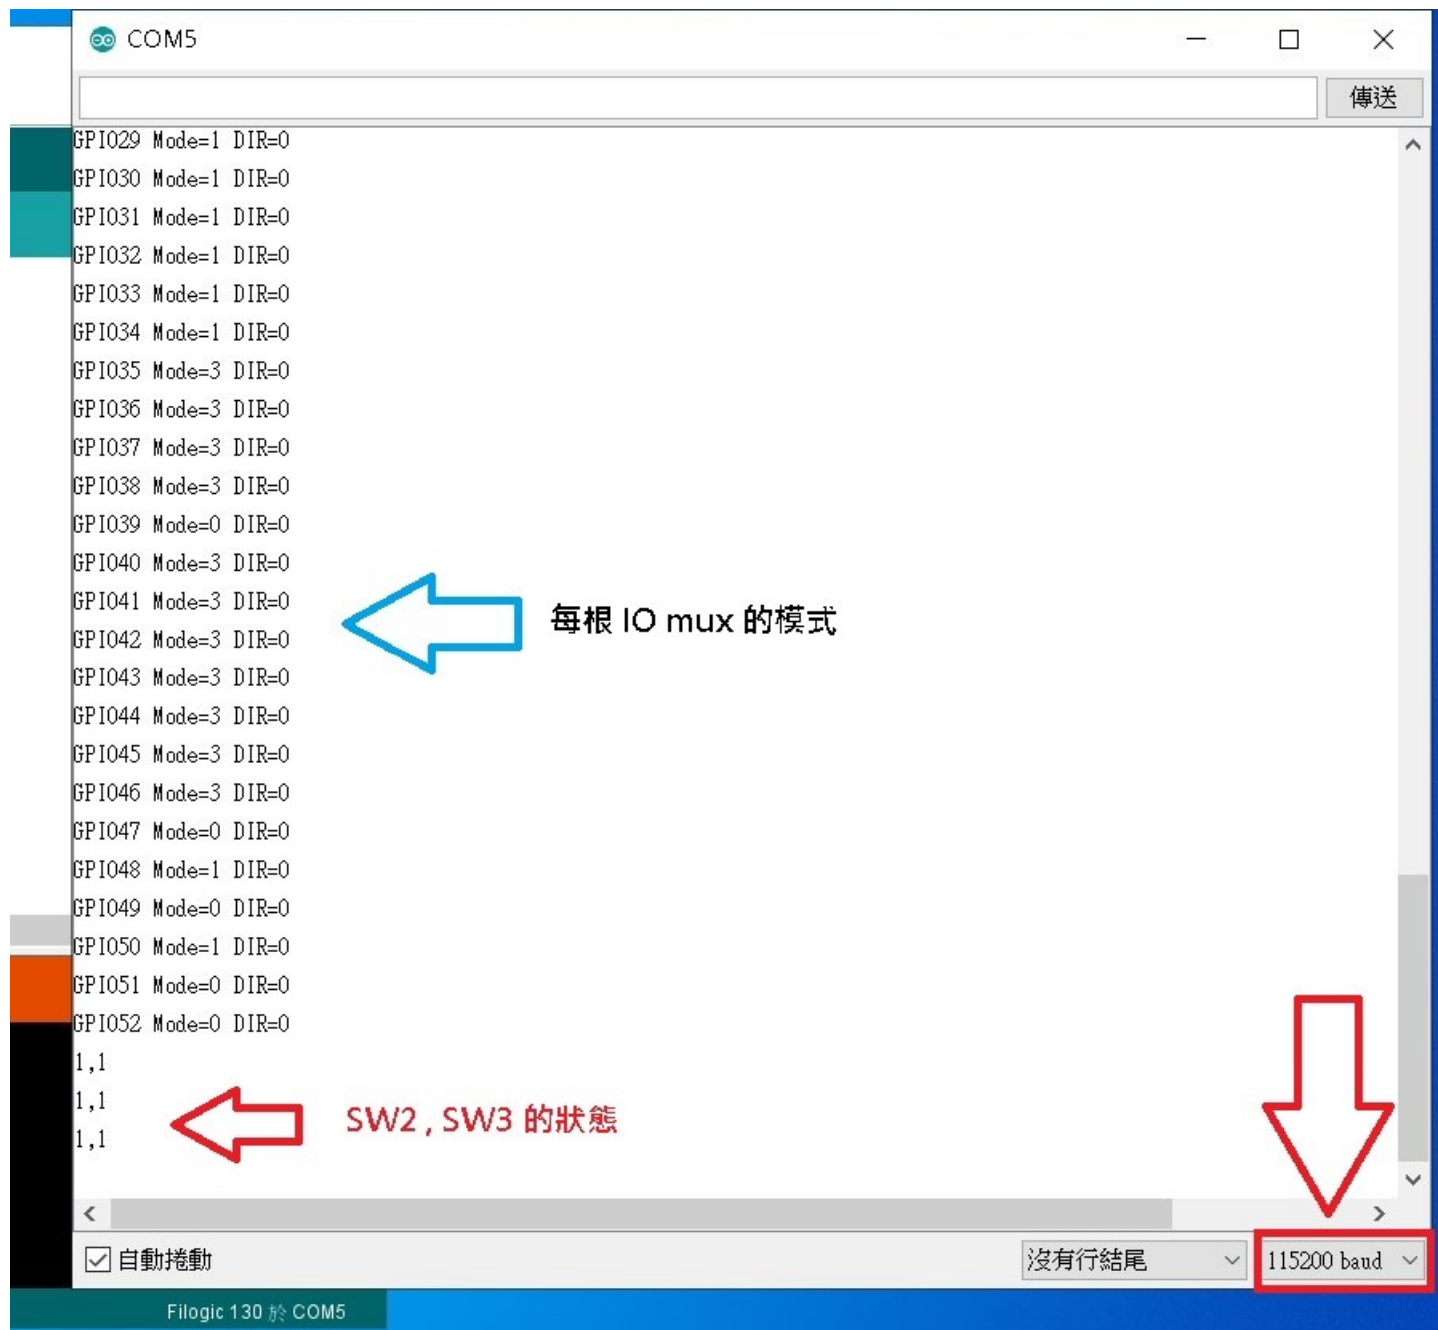 COM5
傳送
GPIO29 Mode=1 DIR=0
GPIO30 Mode=1 DIR=0
GPIO31 Mode=1 DIR=0
GPIO32 Mode=1 DIR=0
GPIO33 Mode=1 DIR=0
GPIO34 Mode=1 DIR=0
GPIO35 Mode=3 DIR=0
GPIO36 Mode=3 DIR=0
GPIO37 Mode=3 DIR=0
GPIO38 Mode=3 DIR=0
GPIO39 Mode=0 DIR=0
GPIO40 Mode=3 DIR=0
GPIO41 Mode=3 DIR=0
每根 IO mux 的模式
GPIO42 Mode=3 DIR=0
GPIO43 Mode=3 DIR=0
GPIO44 Mode=3 DIR=0
GPIO45 Mode=3 DIR=0
GPIO46 Mode=3 DIR=0
GPIO47 Mode=0 DIR=0
GPIO48 Mode=1 DIR=0
GPIO49 Mode=0 DIR=0
GPIO50 Mode=1 DIR=0
GPIO51 Mode=0 DIR=0
GPIO52 Mode=0 DIR=0
1,1
1,1
SW2 , SW3 的狀態
1,1
自動捲動
沒有行結尾
115200 baud
Filogic 130 於 COM5